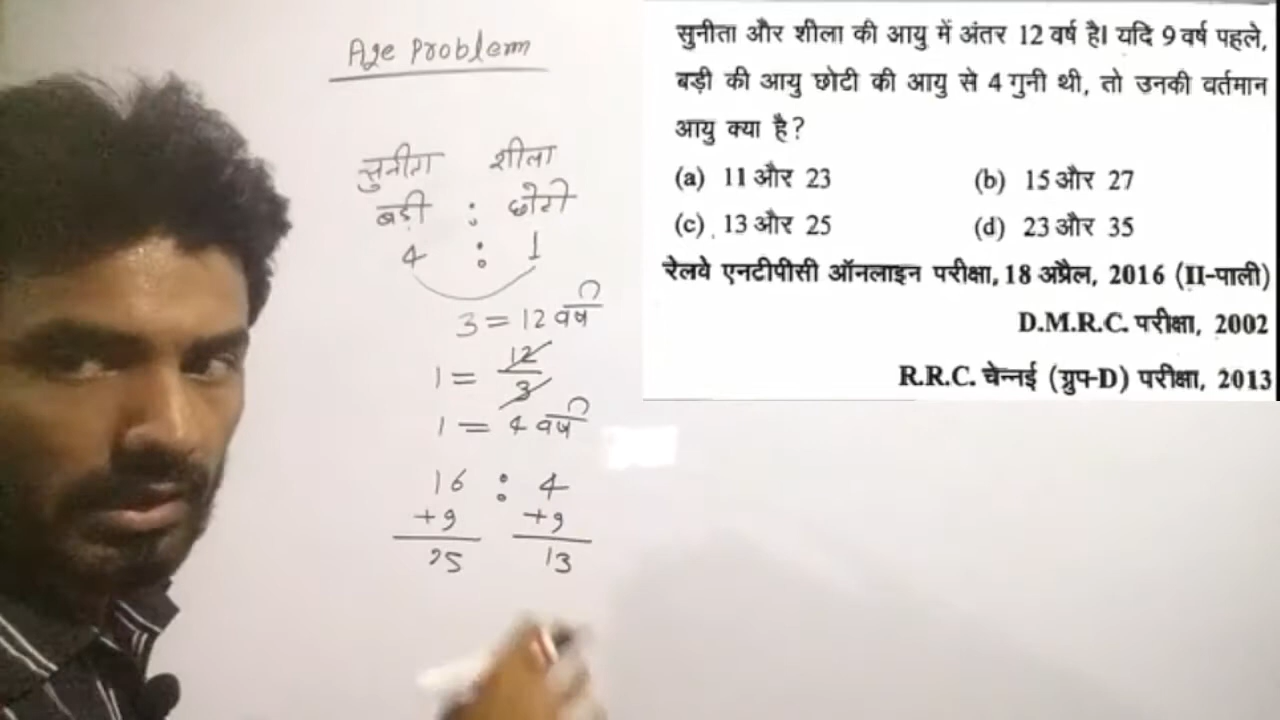 Age Problem
सुनीता शीला
बड़ी : छोटी
4 : 1
3 = 12 वर्ष
1 = 12/3
1 = 4 वर्ष
16 : 4
+9 +9
25 13
सुनीता और शीला की आयु में अंतर 12 वर्ष है। यदि 9 वर्ष पहले,
बड़ी की आयु छोटी की आयु से 4 गुनी थी, तो उनकी वर्तमान
आयु क्या है?
(a) 11 और 23 (b) 15 और 27
(c) 13 और 25 (d) 23 और 35
रेलवे एनटीपीसी ऑनलाइन परीक्षा, 18 अप्रैल, 2016 (II-पाली)
D.M.R.C. परीक्षा, 2002
R.R.C. चेन्नई (ग्रुप-D) परीक्षा, 2013